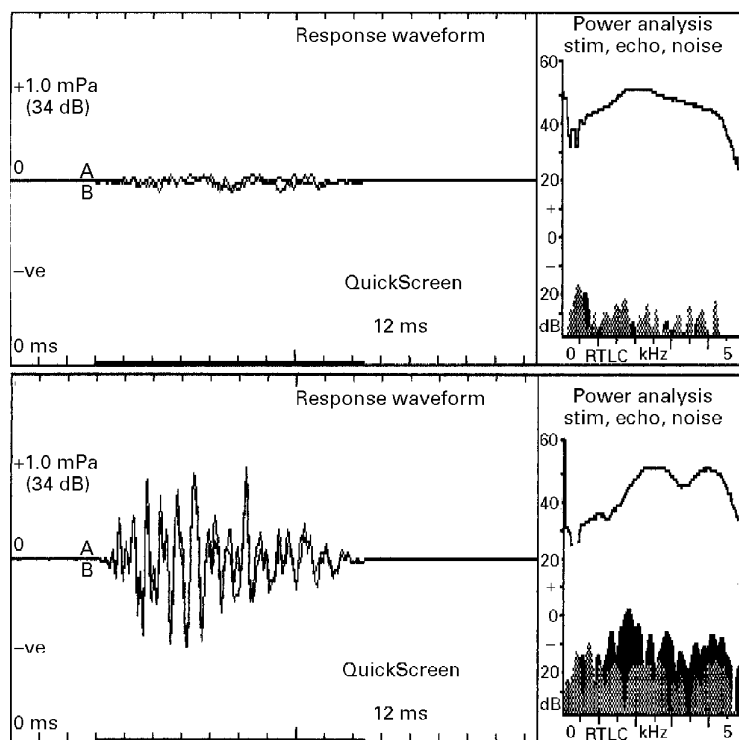 Response waveform
+1.0 mPa
(34 dB)
0
A
B
–ve
QuickScreen
12 ms
0 ms
Power analysis
stim, echo, noise
60
40
20
+
0
–
20
dB
0 RTLC kHz 5
Response waveform
+1.0 mPa
(34 dB)
0
A
B
–ve
QuickScreen
12 ms
0 ms
Power analysis
stim, echo, noise
60
40
20
+
0
–
20
dB
0 RTLC kHz 5